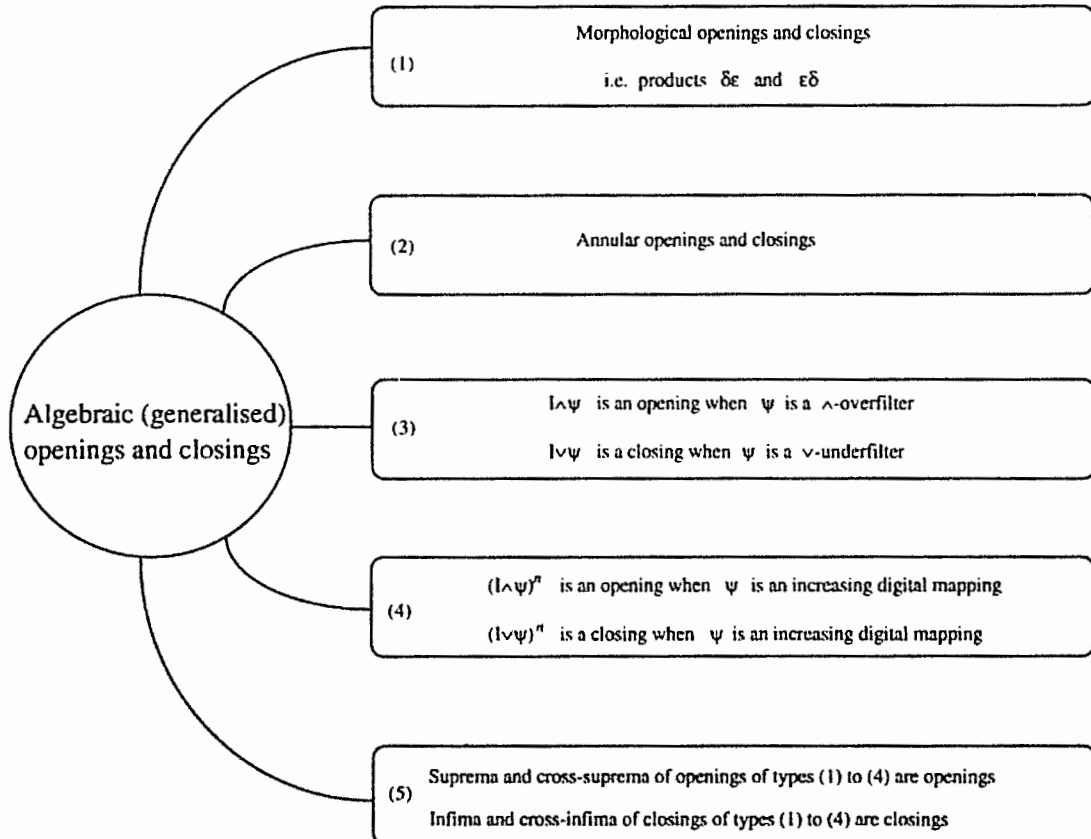 (1)
Morphological openings and closings
i.e. products δε and εδ
(2)
Annular openings and closings
Algebraic (generalised)
openings and closings
(3)
I∧ψ is an opening when ψ is a ∧-overfilter
I∨ψ is a closing when ψ is a ∨-underfilter
(4)
(I∧ψ)ⁿ is an opening when ψ is an increasing digital mapping
(I∨ψ)ⁿ is a closing when ψ is an increasing digital mapping
(5)
Suprema and cross-suprema of openings of types (1) to (4) are openings
Infima and cross-infima of closings of types (1) to (4) are closings